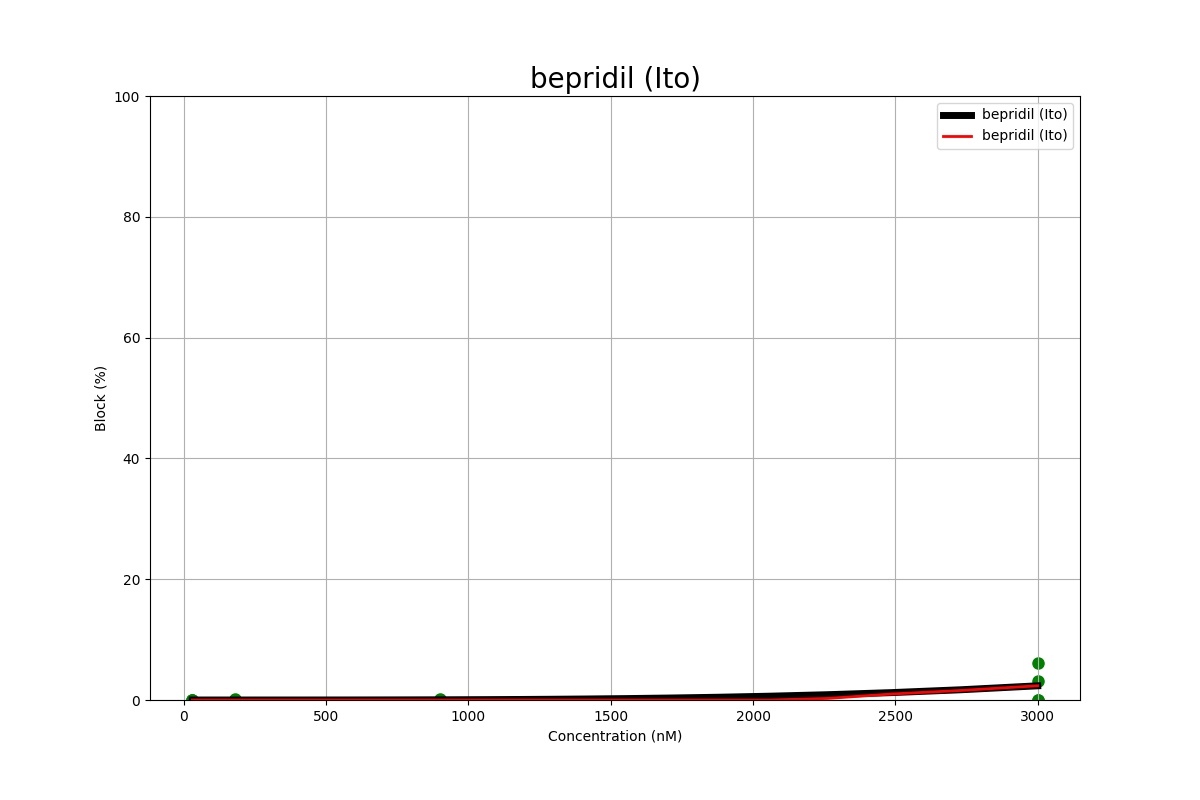 bepridil (Ito)
100
80
60
40
20
0
Block (%)
bepridil (Ito)
bepridil (Ito)
0 500 1000 1500 2000 2500 3000
Concentration (nM)